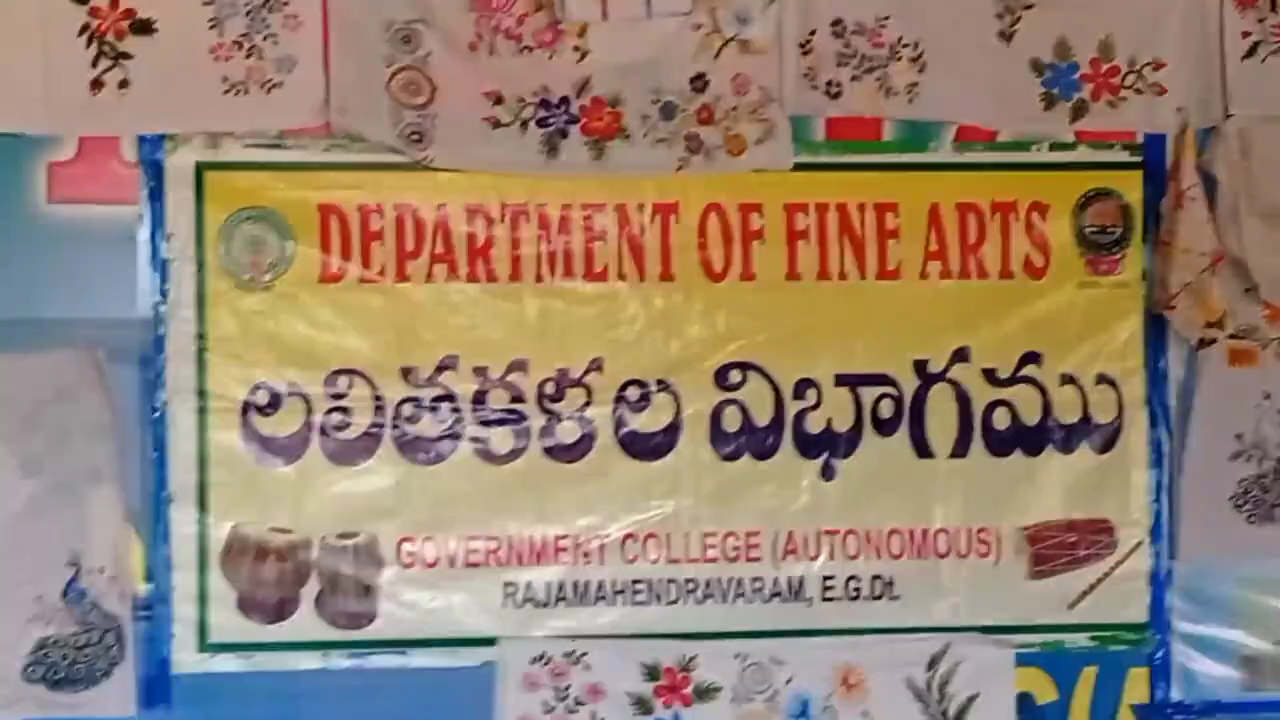 DEPARTMENT OF FINE ARTS
లలితకళల విభాగము
GOVERNMENT COLLEGE (AUTONOMOUS)
RAJAMAHENDRAVARAM, E.G.Dt.